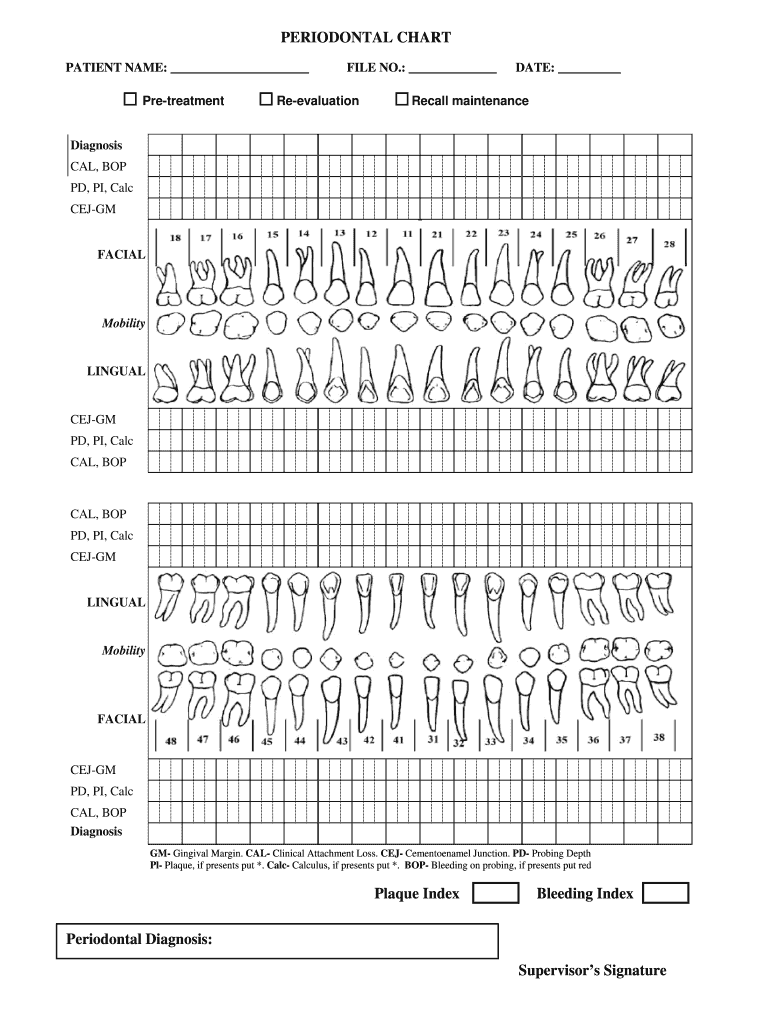 PERIODONTAL CHART
PATIENT NAME: ____________________ FILE NO.: _____________ DATE: _________
Pre-treatment Re-evaluation Recall maintenance
Diagnosis
CAL, BOP
PD, PI, Calc
CEJ-GM
18 17 16 15 14 13 12 11 21 22 23 24 25 26 27 28
FACIAL
Mobility
LINGUAL
CEJ-GM
PD, PI, Calc
CAL, BOP
CAL, BOP
PD, PI, Calc
CEJ-GM
LINGUAL
Mobility
FACIAL
48 47 46 45 44 43 42 41 31 32 33 34 35 36 37 38
CEJ-GM
PD, PI, Calc
CAL, BOP
Diagnosis
GM- Gingival Margin. CAL- Clinical Attachment Loss. CEJ- Cementoenamel Junction. PD- Probing Depth
PI- Plaque, if presents put *. Calc- Calculus, if presents put *. BOP- Bleeding on probing, if presents put red
Plaque Index Bleeding Index
Periodontal Diagnosis:
Supervisor's Signature